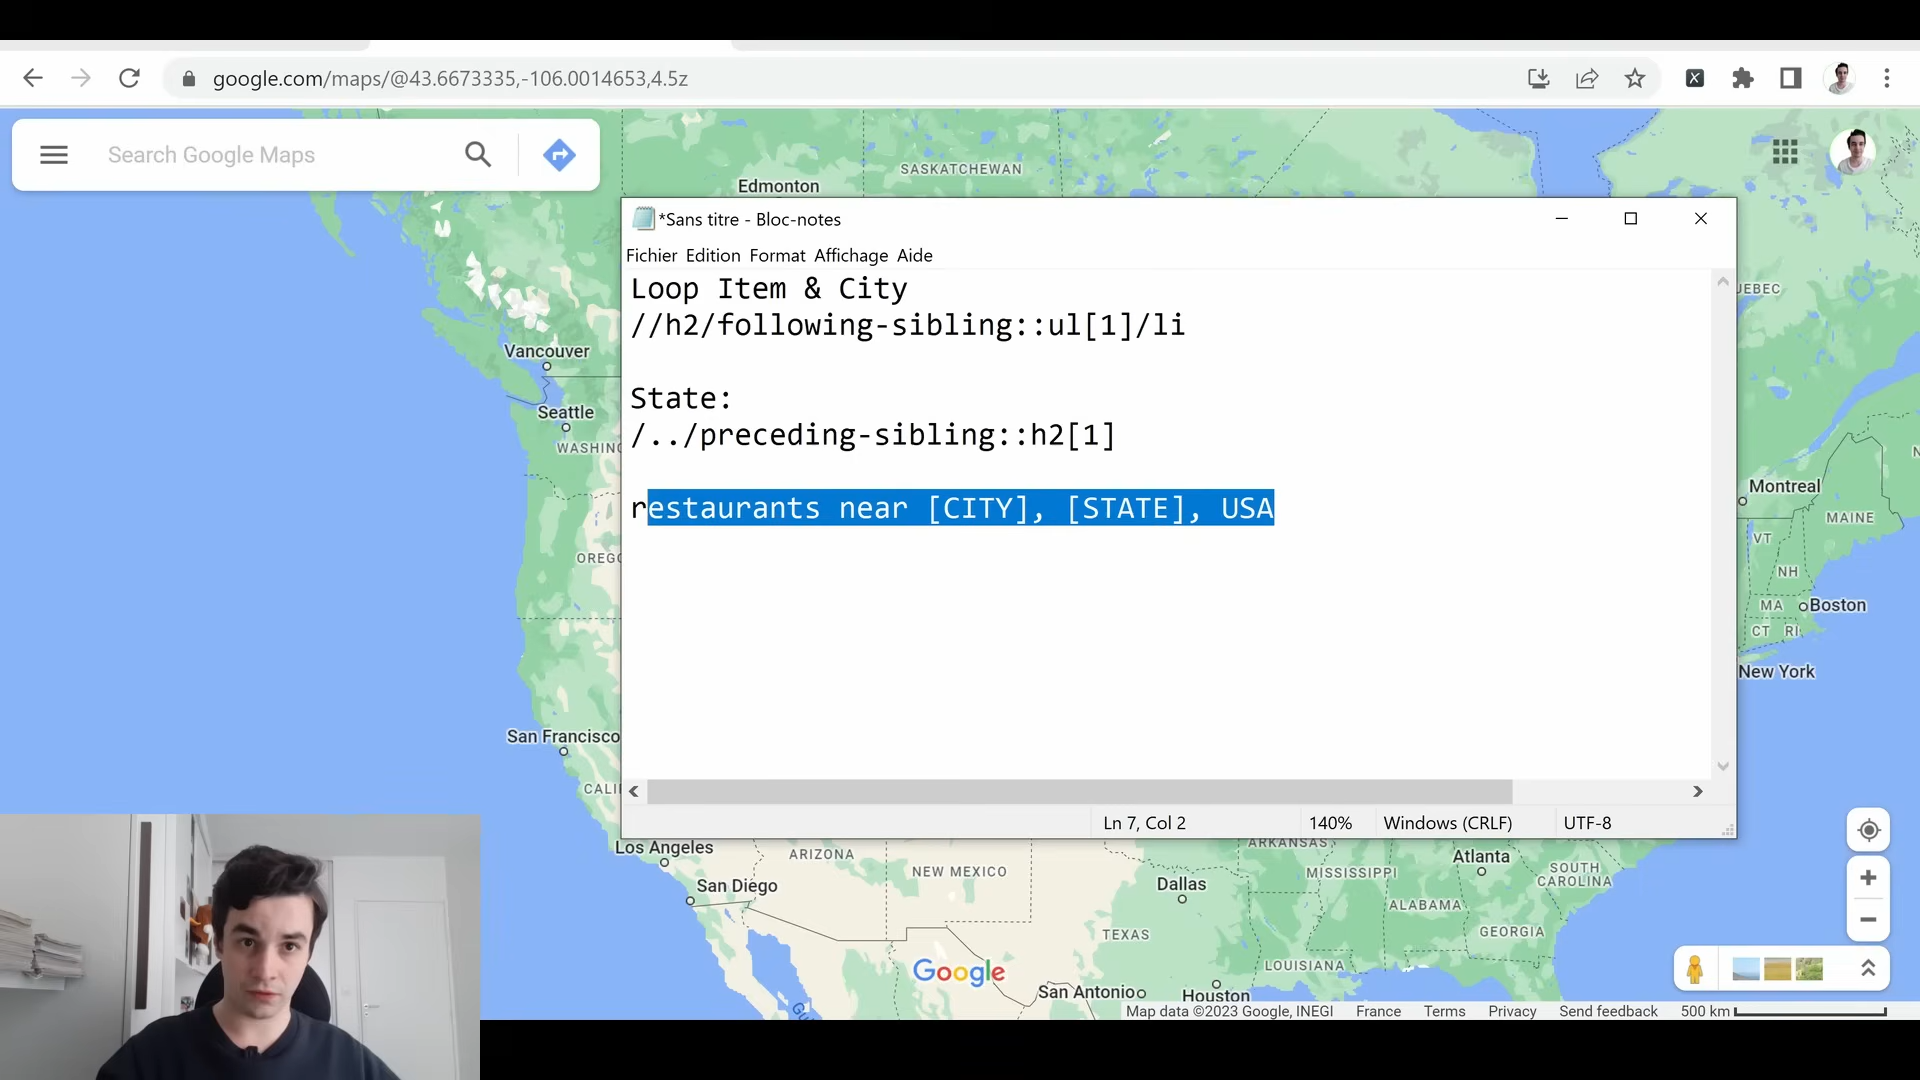 google.com/maps/@43.6673335,-106.0014653,4.5z
Search Google Maps
SASKATCHEWAN
Edmonton
*Sans titre - Bloc-notes
Fichier Edition Format Affichage Aide
Loop Item & City
//h2/following-sibling::ul[1]/li
State:
/../preceding-sibling::h2[1]
restaurants near [CITY], [STATE], USA
Ln 7, Col 2
140%
Windows (CRLF)
UTF-8
Vancouver
Seattle
WASHING
OREG
San Francisco
CALI
Los Angeles
San Diego
ARIZONA
NEW MEXICO
Dallas
TEXAS
San Antonio
Houston
LOUISIANA
ARKANSAS
MISSISSIPPI
ALABAMA
Atlanta
GEORGIA
SOUTH
CAROLINA
UEBEC
Montreal
MAINE
VT
NH
MA
Boston
CT
RI
New York
Google
Map data ©2023 Google, INEGI
France
Terms
Privacy
Send feedback
500 km